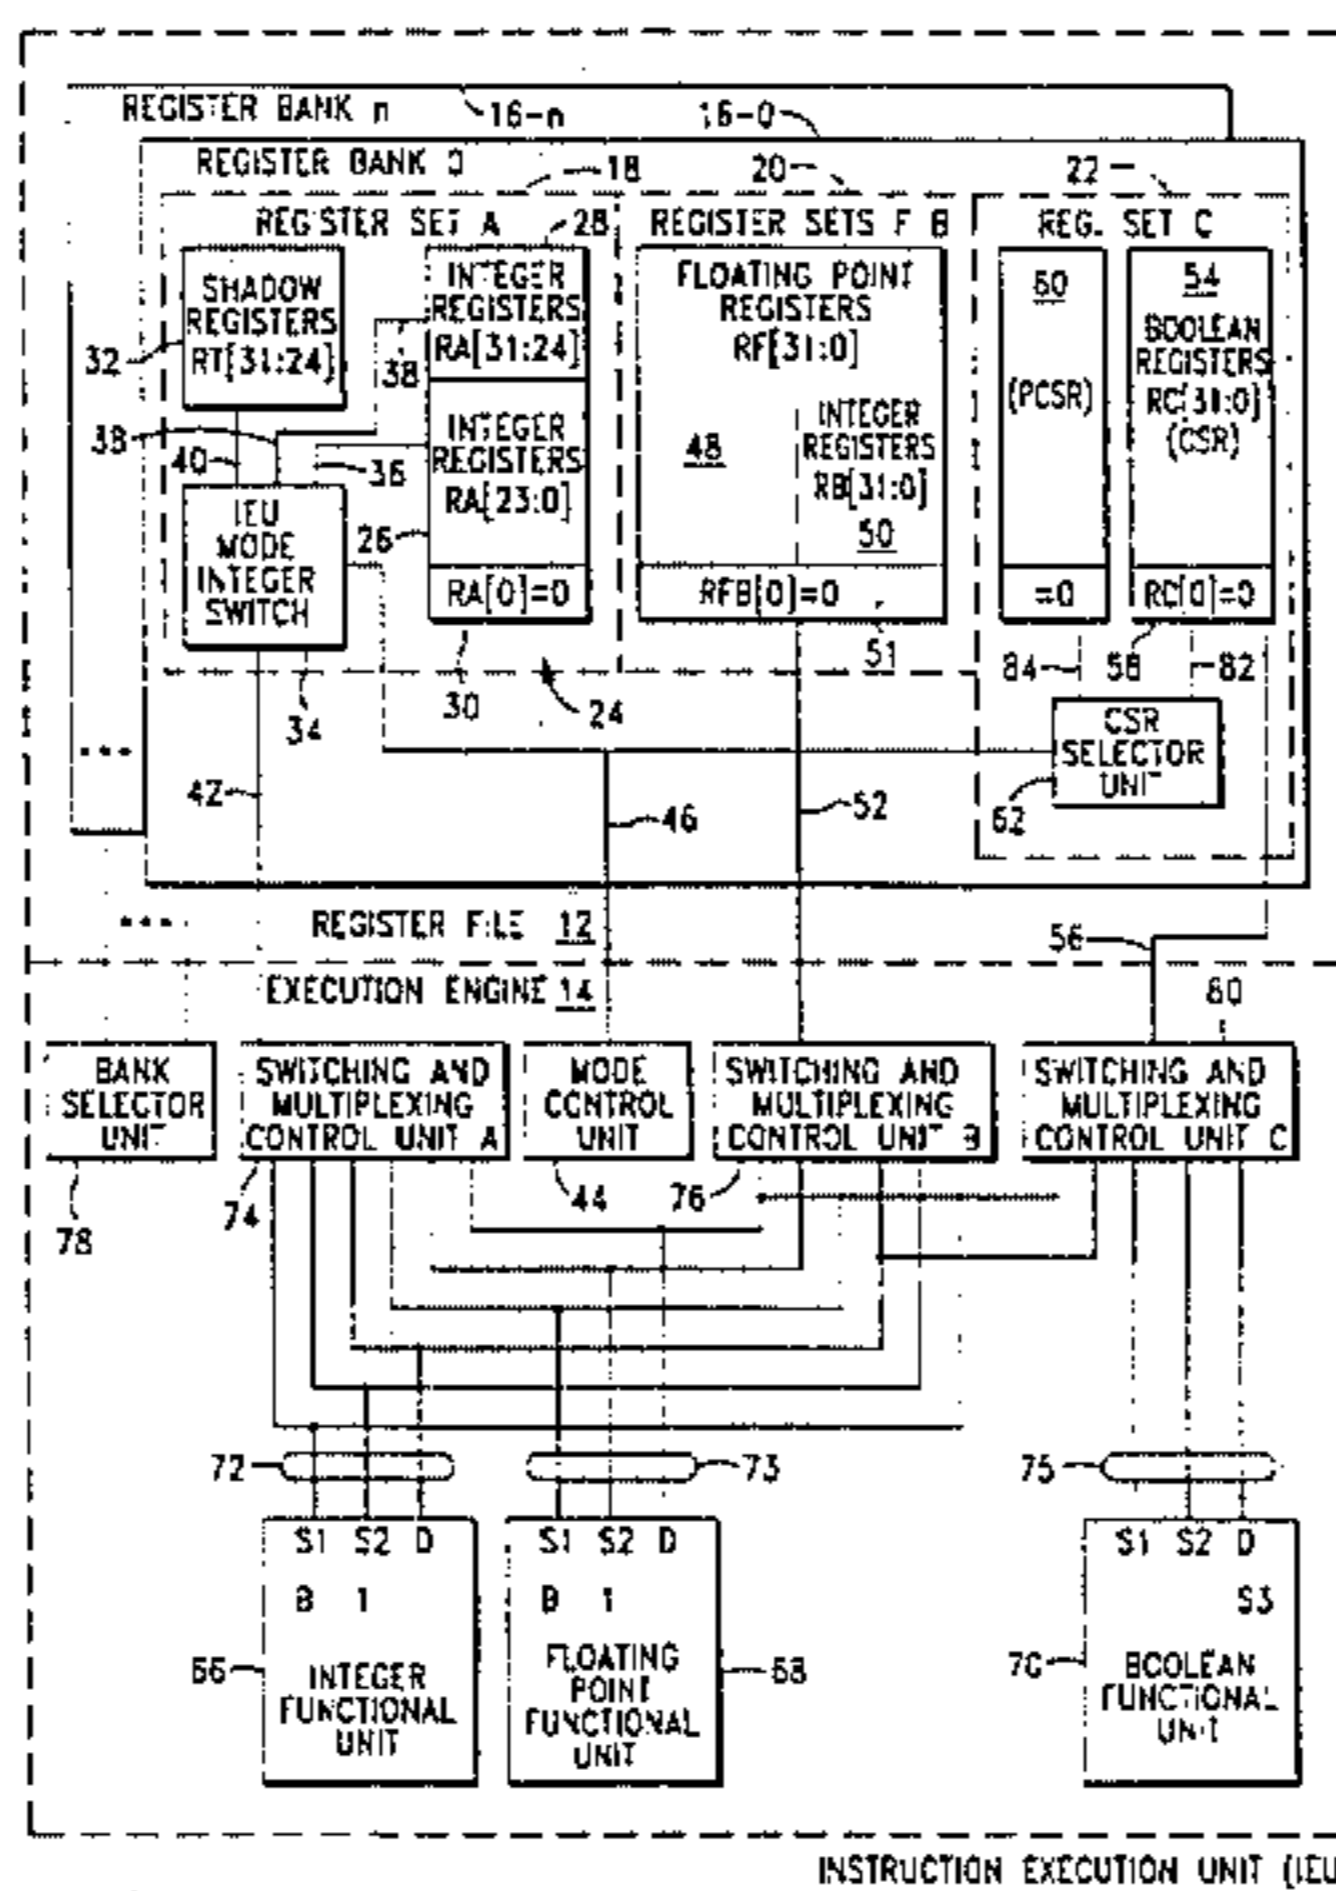 REGISTER BANK n
16-n
16-0
REGISTER BANK 0
18
20
22
REGISTER SET A
28
REGISTER SETS F B
REG. SET C
SHADOW
REGISTERS
RT[31:24]
32
INTEGER
REGISTERS
RA[31:24]
38
FLOATING POINT
REGISTERS
RF[31:0]
60
(PCSR)
54
BOOLEAN
REGISTERS
RC[31:0]
(CSR)
38
40
36
INTEGER
REGISTERS
RA[23:0]
26
48
INTEGER
REGISTERS
RB[31:0]
50
IEU
MODE
INTEGER
SWITCH
RA[0]=0
RFB[0]=0
=0
RC[0]=0
51
84
58
82
34
30
24
CSR
SELECTOR
UNIT
62
42
46
52
REGISTER FILE 12
56
EXECUTION ENGINE 14
80
BANK
SELECTOR
UNIT
SWITCHING AND
MULTIPLEXING
CONTROL UNIT A
MODE
CONTROL
UNIT
SWITCHING AND
MULTIPLEXING
CONTROL UNIT B
SWITCHING AND
MULTIPLEXING
CONTROL UNIT C
78
74
44
76
72
73
75
S1 S2 D
B 1
INTEGER
FUNCTIONAL
UNIT
66
S1 S2 D
B 1
FLOATING
POINT
FUNCTIONAL
UNIT
68
S1 S2 D
S3
BOOLEAN
FUNCTIONAL
UNIT
70
INSTRUCTION EXECUTION UNIT (IEU